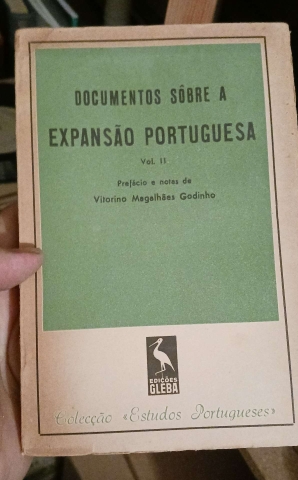 DOCUMENTOS SÔBRE A
EXPANSÃO PORTUGUESA
Vol. II
Prefácio e notas de
Vitorino Magalhães Godinho
EDIÇÕES
GLEBA
Colecção «Estudos Portugueses»